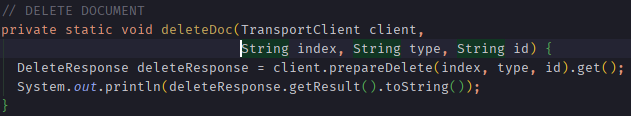 // DELETE DOCUMENT
private static void deleteDoc(TransportClient client,
                              String index, String type, String id) {
  DeleteResponse deleteResponse = client.prepareDelete(index, type, id).get();
  System.out.println(deleteResponse.getResult().toString());
}